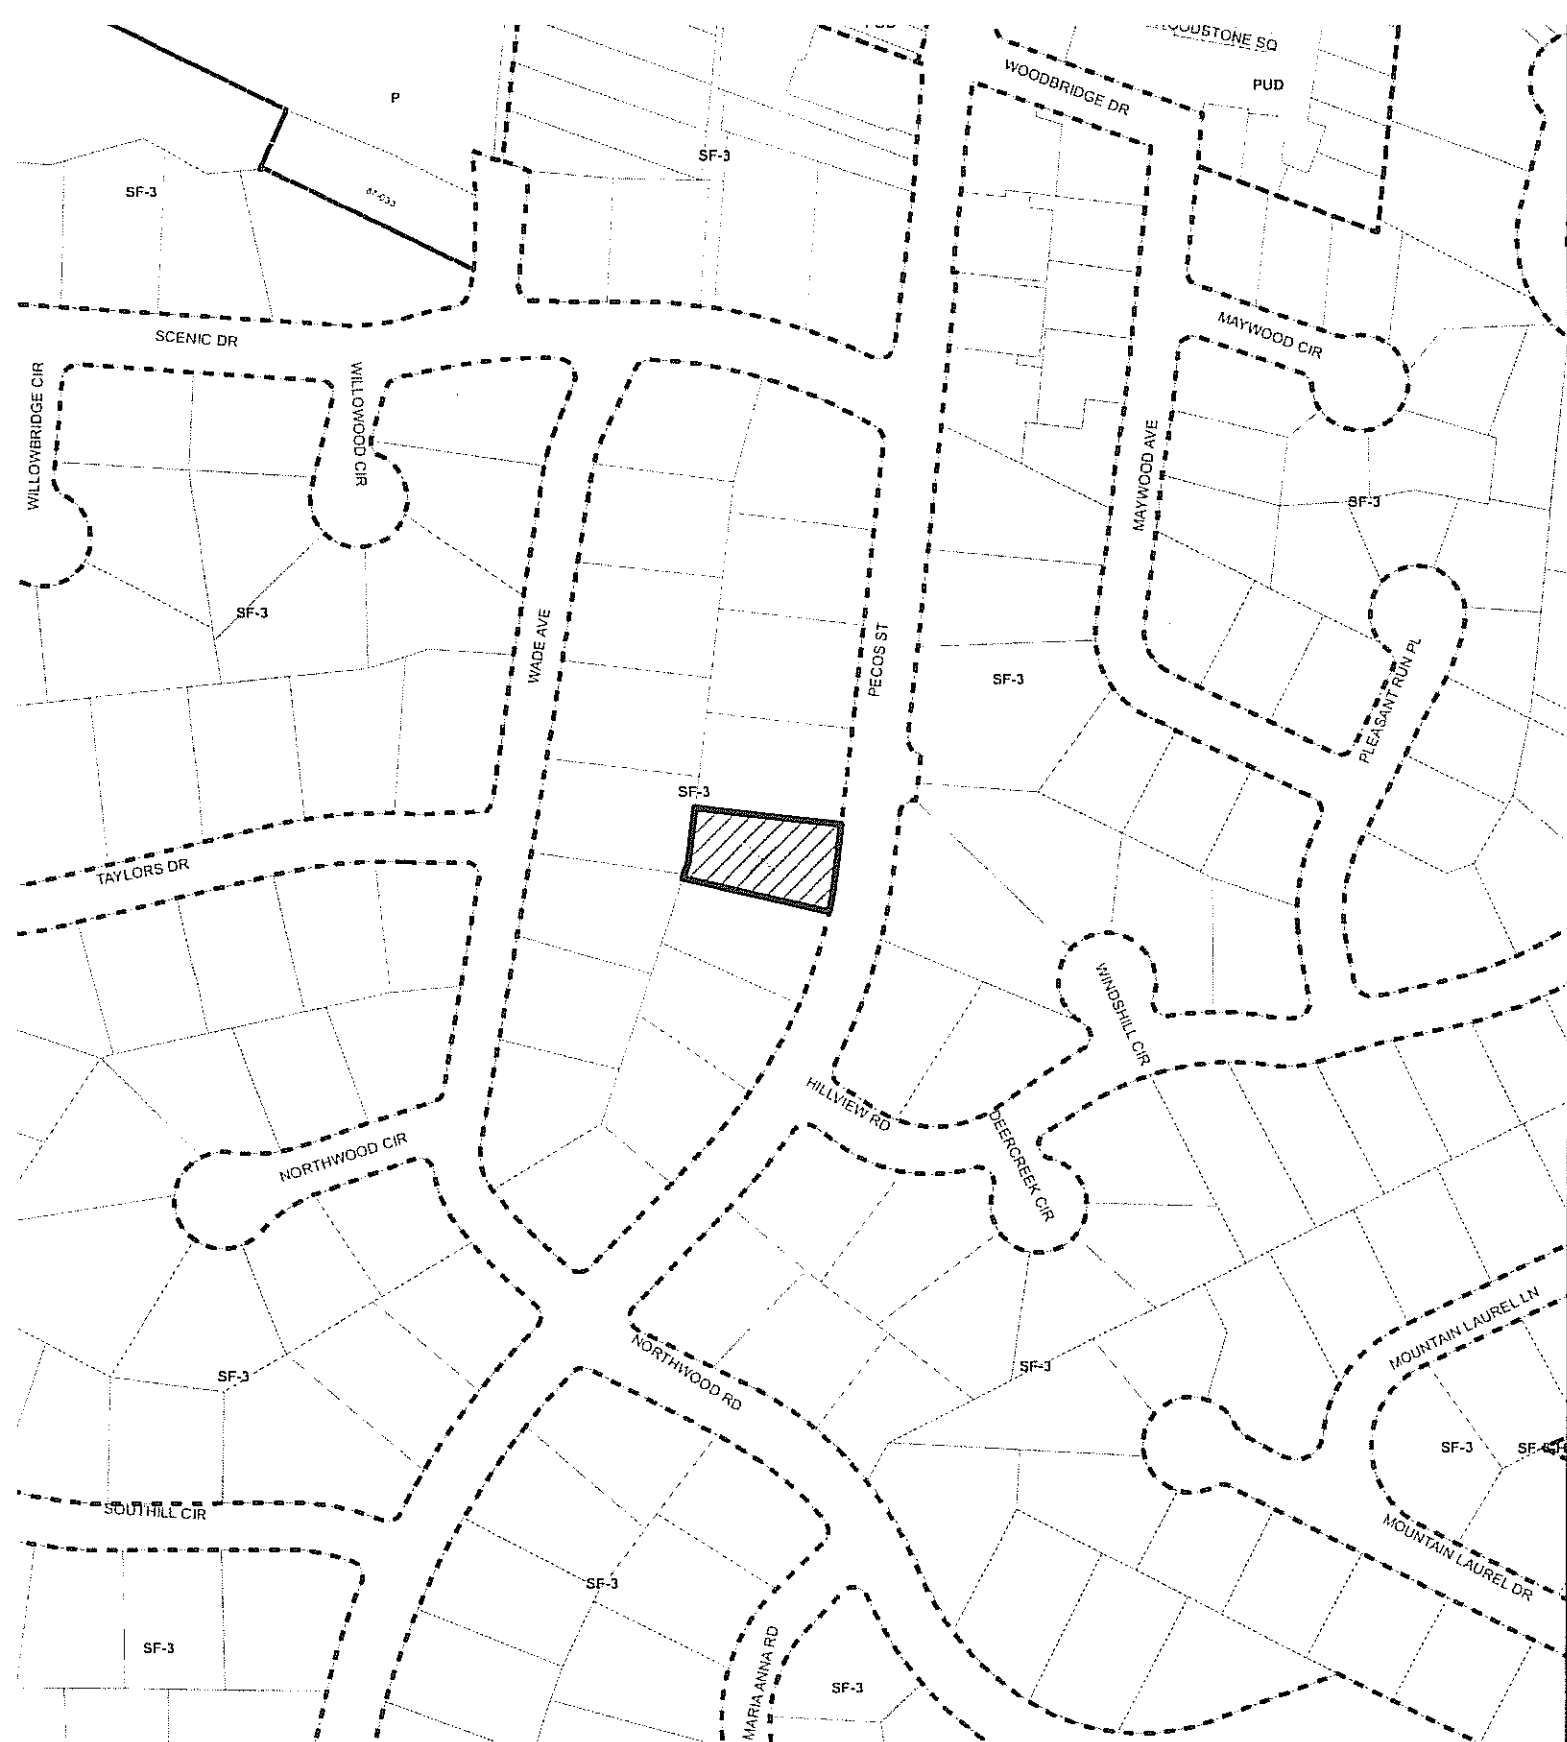 WOODBRIDGE DR
PUD
P
SF-3
SF-3
87-033
SCENIC DR
MAYWOOD CIR
WILLOWBRIDGE CIR
WILLOWOOD CIR
MAYWOOD AVE
SF-3
SF-3
WADE AVE
PECOS ST
SF-3
PLEASANT RUN PL
SF-3
TAYLORS DR
WINDSHILL CIR
HILLVIEW RD
DEERCREEK CIR
NORTHWOOD CIR
MOUNTAIN LAUREL LN
NORTHWOOD RD
SF-3
SF-3
SF-3
SOUTHILL CIR
MOUNTAIN LAUREL DR
SF-3
SF-3
MARIA ANNA RD
SF-3